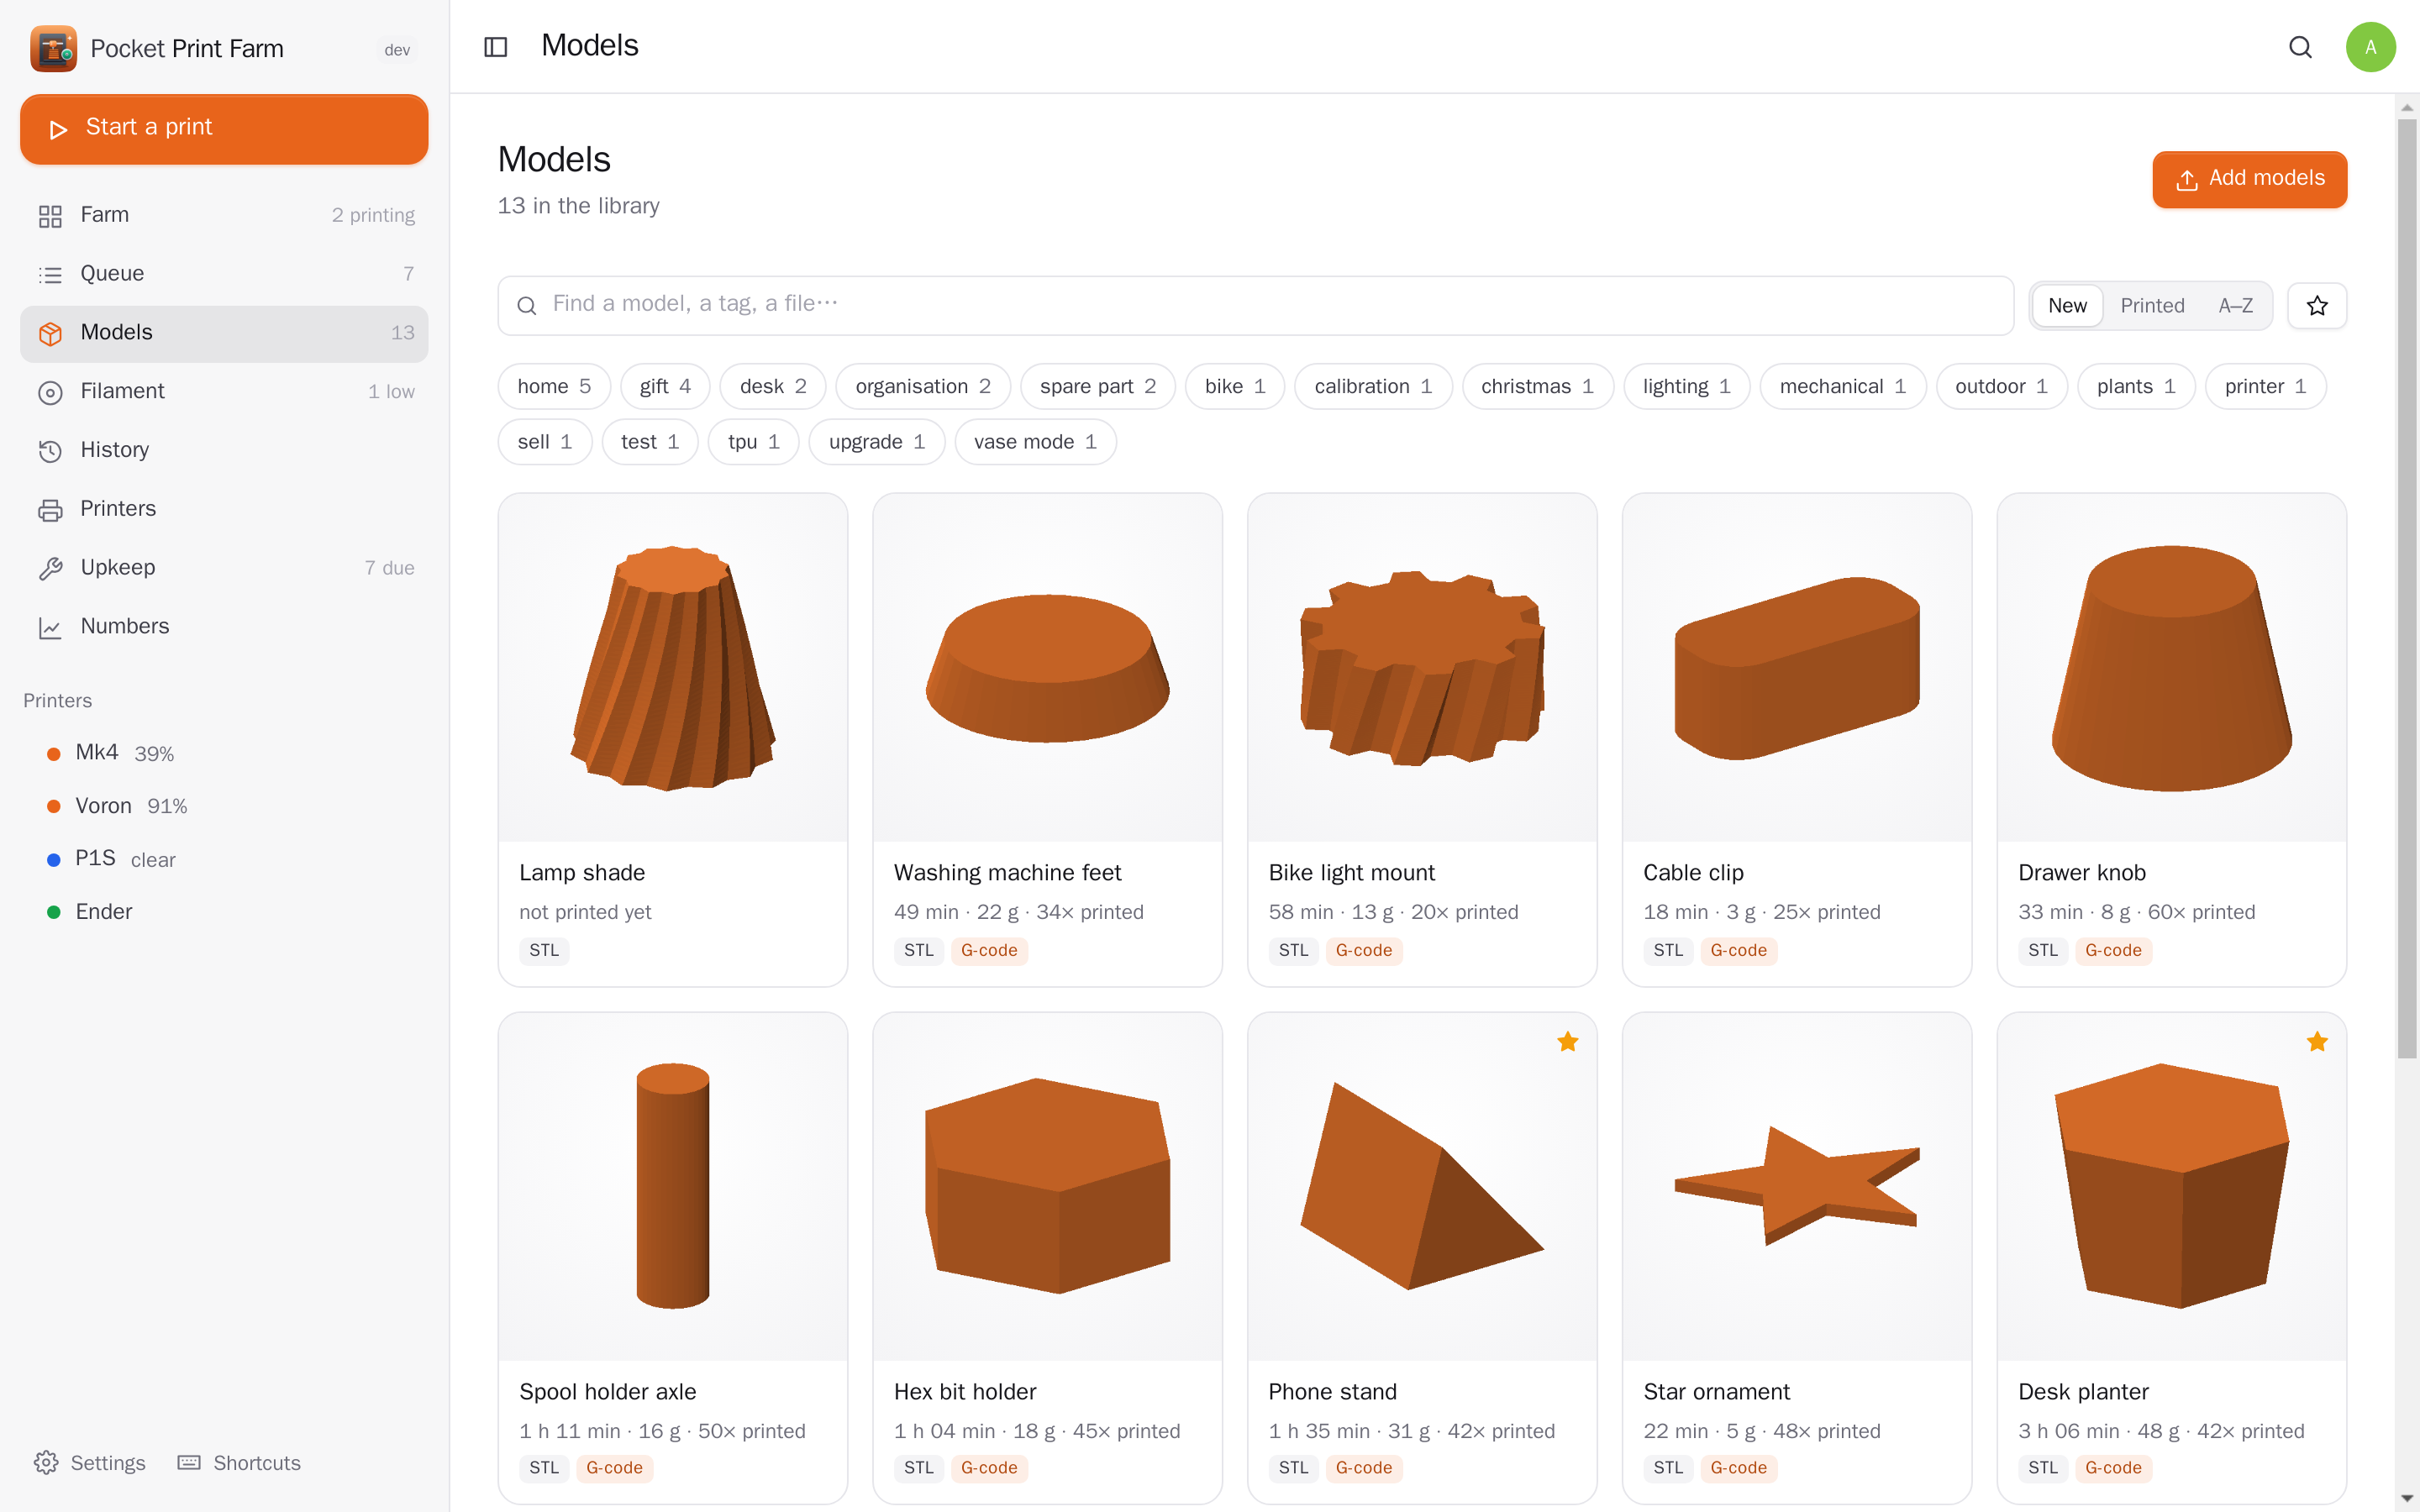 Pocket Print Farm dev
Start a print
Farm 2 printing
Queue 7
Models 13
Filament 1 low
History
Printers
Upkeep 7 due
Numbers
Printers
Mk4 39%
Voron 91%
P1S clear
Ender
Settings Shortcuts
Models
A
Models
13 in the library
Add models
Find a model, a tag, a file…
New Printed A–Z
home 5 gift 4 desk 2 organisation 2 spare part 2 bike 1 calibration 1 christmas 1 lighting 1 mechanical 1 outdoor 1 plants 1 printer 1
sell 1 test 1 tpu 1 upgrade 1 vase mode 1
Lamp shade
not printed yet
STL
Washing machine feet
49 min · 22 g · 34× printed
STL G-code
Bike light mount
58 min · 13 g · 20× printed
STL G-code
Cable clip
18 min · 3 g · 25× printed
STL G-code
Drawer knob
33 min · 8 g · 60× printed
STL G-code
Spool holder axle
1 h 11 min · 16 g · 50× printed
STL G-code
Hex bit holder
1 h 04 min · 18 g · 45× printed
STL G-code
Phone stand
1 h 35 min · 31 g · 42× printed
STL G-code
Star ornament
22 min · 5 g · 48× printed
STL G-code
Desk planter
3 h 06 min · 48 g · 42× printed
STL G-code